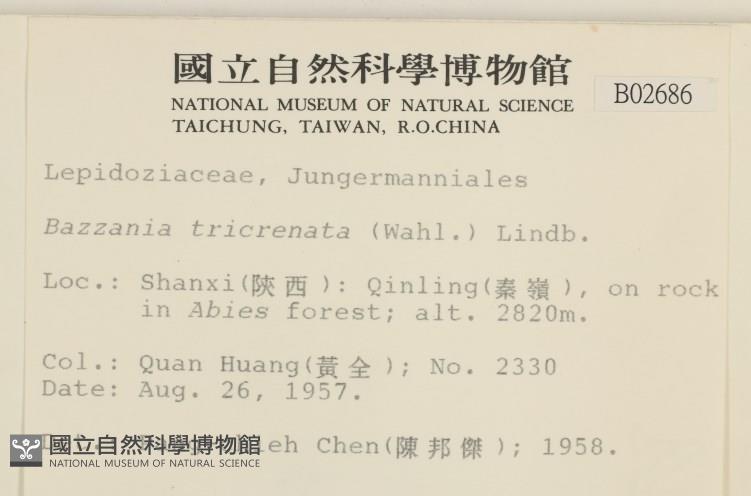 國立自然科學博物館
NATIONAL MUSEUM OF NATURAL SCIENCE
TAICHUNG, TAIWAN, R.O.CHINA
B02686
Lepidoziaceae, Jungermanniales
Bazzania tricrenata (Wahl.) Lindb.
Loc.: Shanxi(陝西): Qinling(秦嶺), on rock
in Abies forest; alt. 2820m.
Col.: Quan Huang(黃全); No. 2330
Date: Aug. 26, 1957.
Chen(陳邦傑); 1958.
國立自然科學博物館
NATIONAL MUSEUM OF NATURAL SCIENCE